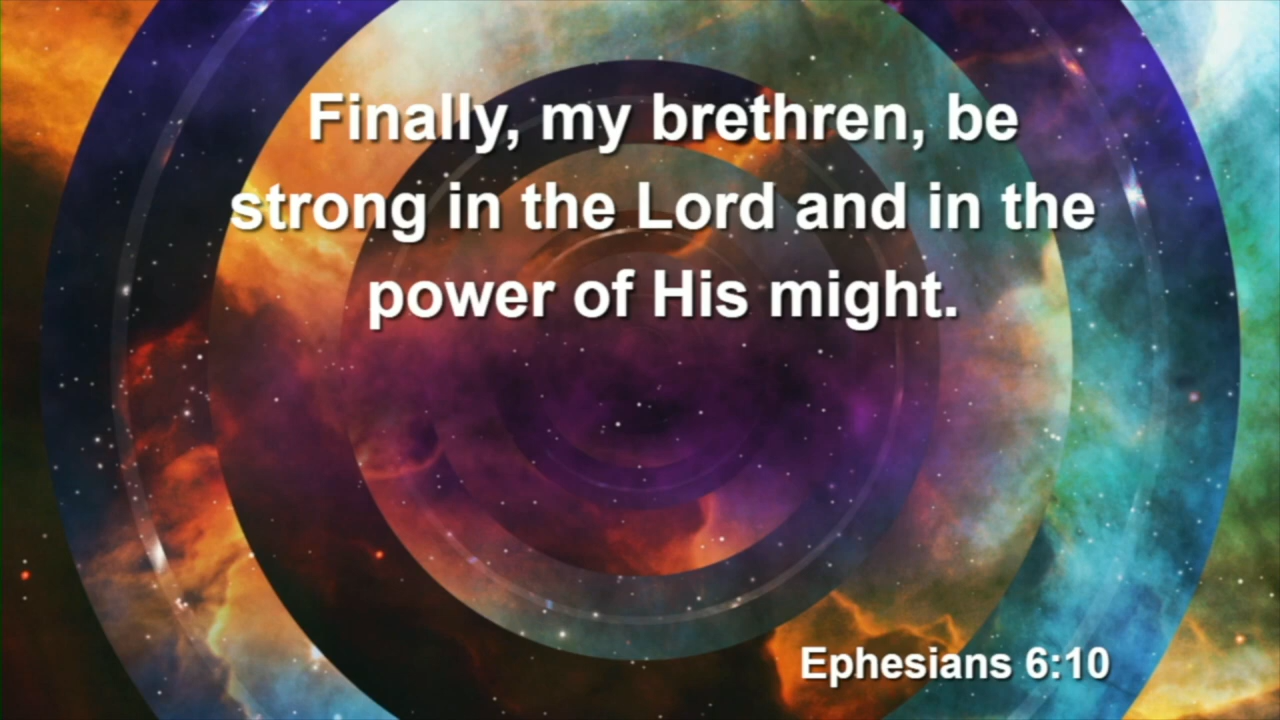 Finally, my brethren, be
strong in the Lord and in the
power of His might.
Ephesians 6:10